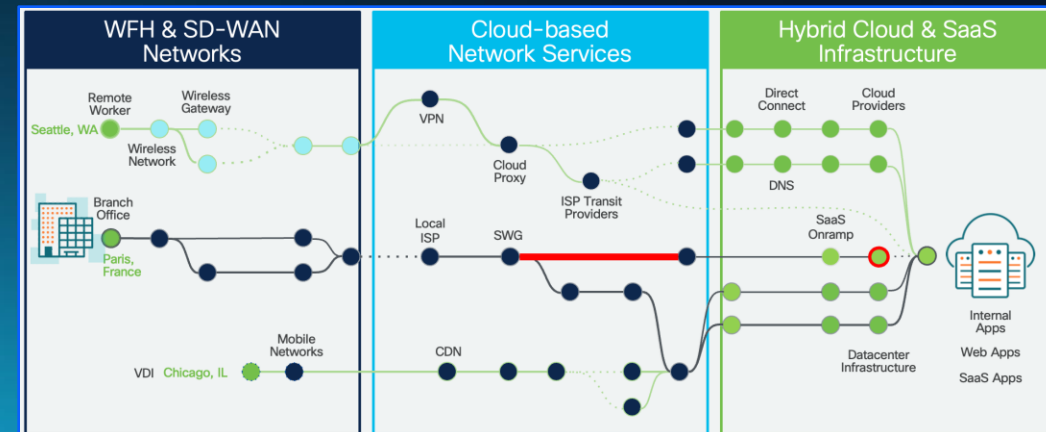 WFH & SD-WAN
Networks
Cloud-based
Network Services
Hybrid Cloud & SaaS
Infrastructure
Remote
Worker
Wireless
Gateway
Seattle, WA
Wireless
Network
VPN
Cloud
Proxy
ISP Transit
Providers
Direct
Connect
Cloud
Providers
DNS
Branch
Office
Paris,
France
Local
ISP
SWG
SaaS
Onramp
Internal
Apps
Web Apps
SaaS Apps
Mobile
Networks
VDI
Chicago, IL
CDN
Datacenter
Infrastructure